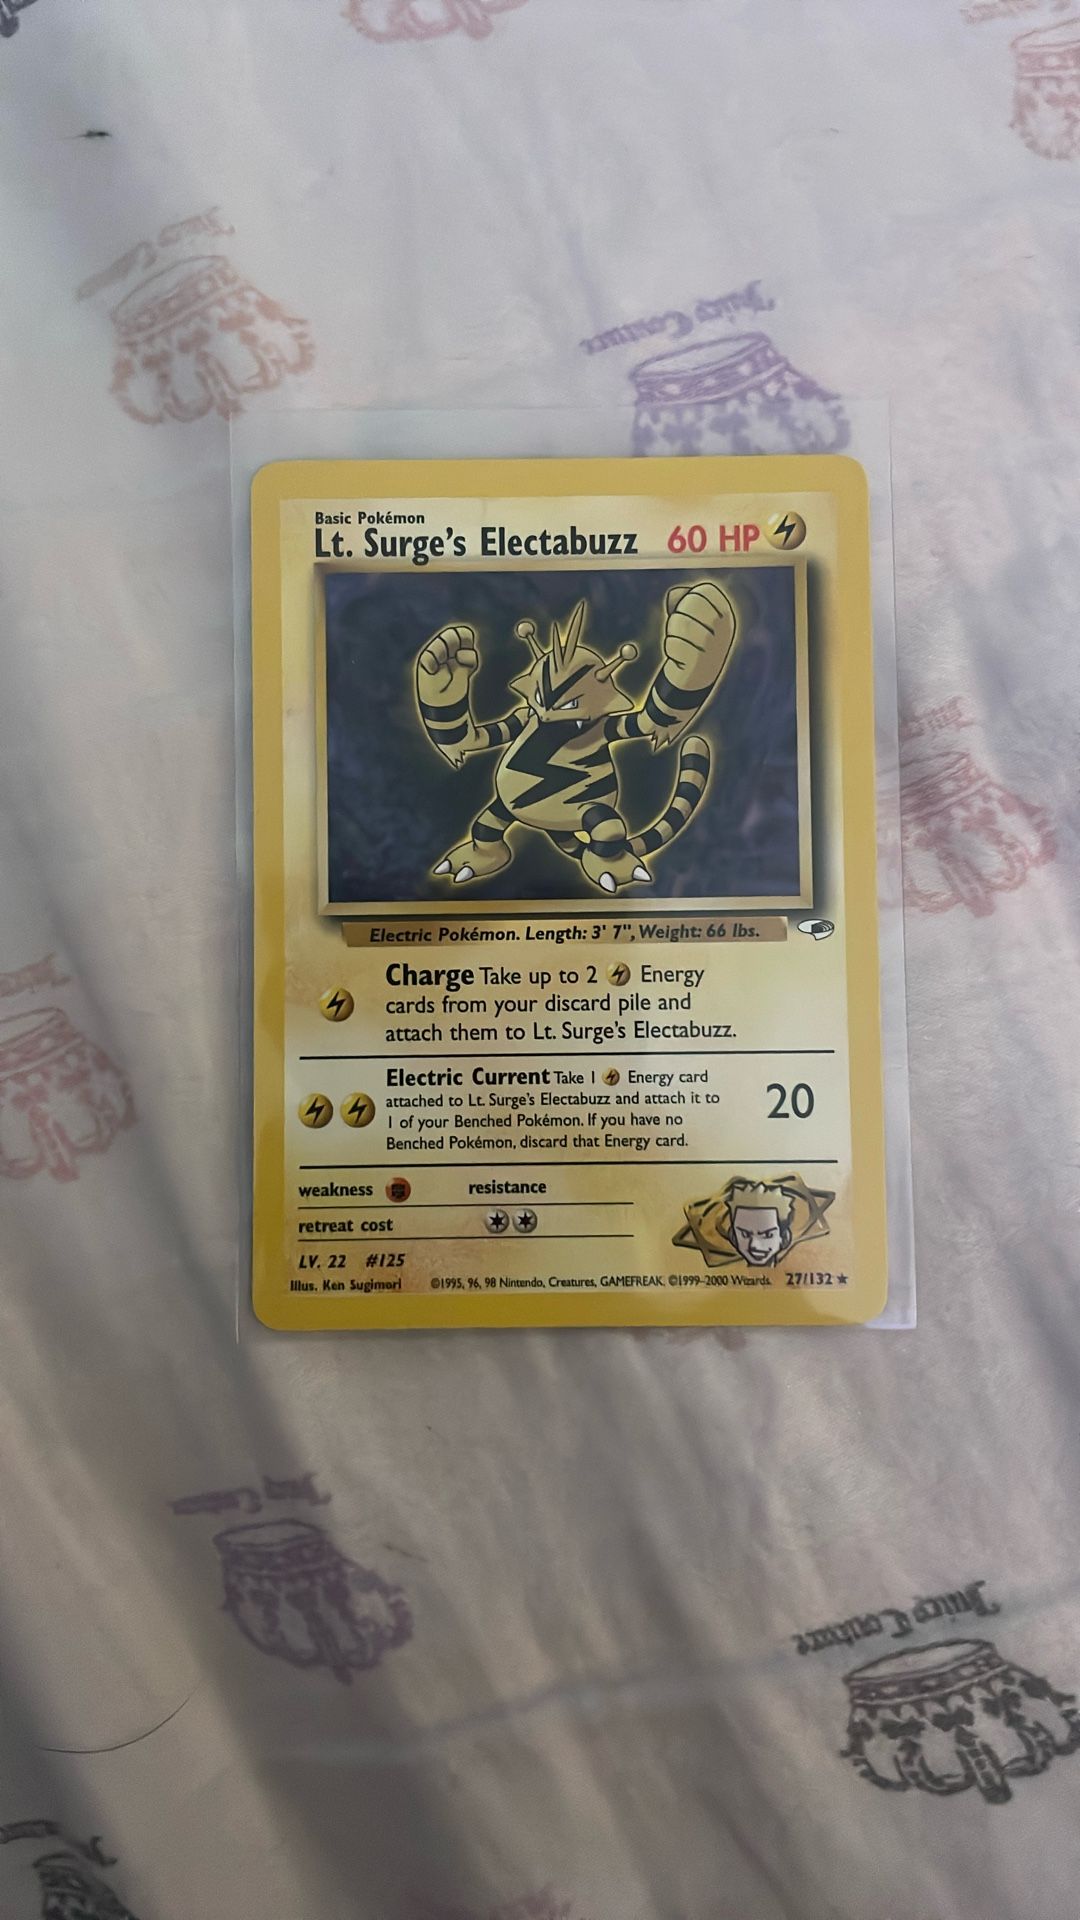 Juice Couture
Basic Pokémon
Lt. Surge's Electabuzz 60 HP
Electric Pokémon. Length: 3' 7", Weight: 66 lbs.
Charge Take up to 2 Energy
cards from your discard pile and
attach them to Lt. Surge's Electabuzz.
Electric Current Take 1 Energy card
attached to Lt. Surge's Electabuzz and attach it to
1 of your Benched Pokémon. If you have no
Benched Pokémon, discard that Energy card.
20
weakness resistance
retreat cost
LV. 22 #125
Illus. Ken Sugimori ©1995, 96, 98 Nintendo, Creatures, GAMEFREAK. ©1999-2000 Wizards. 27/132 ★
Juicy Couture